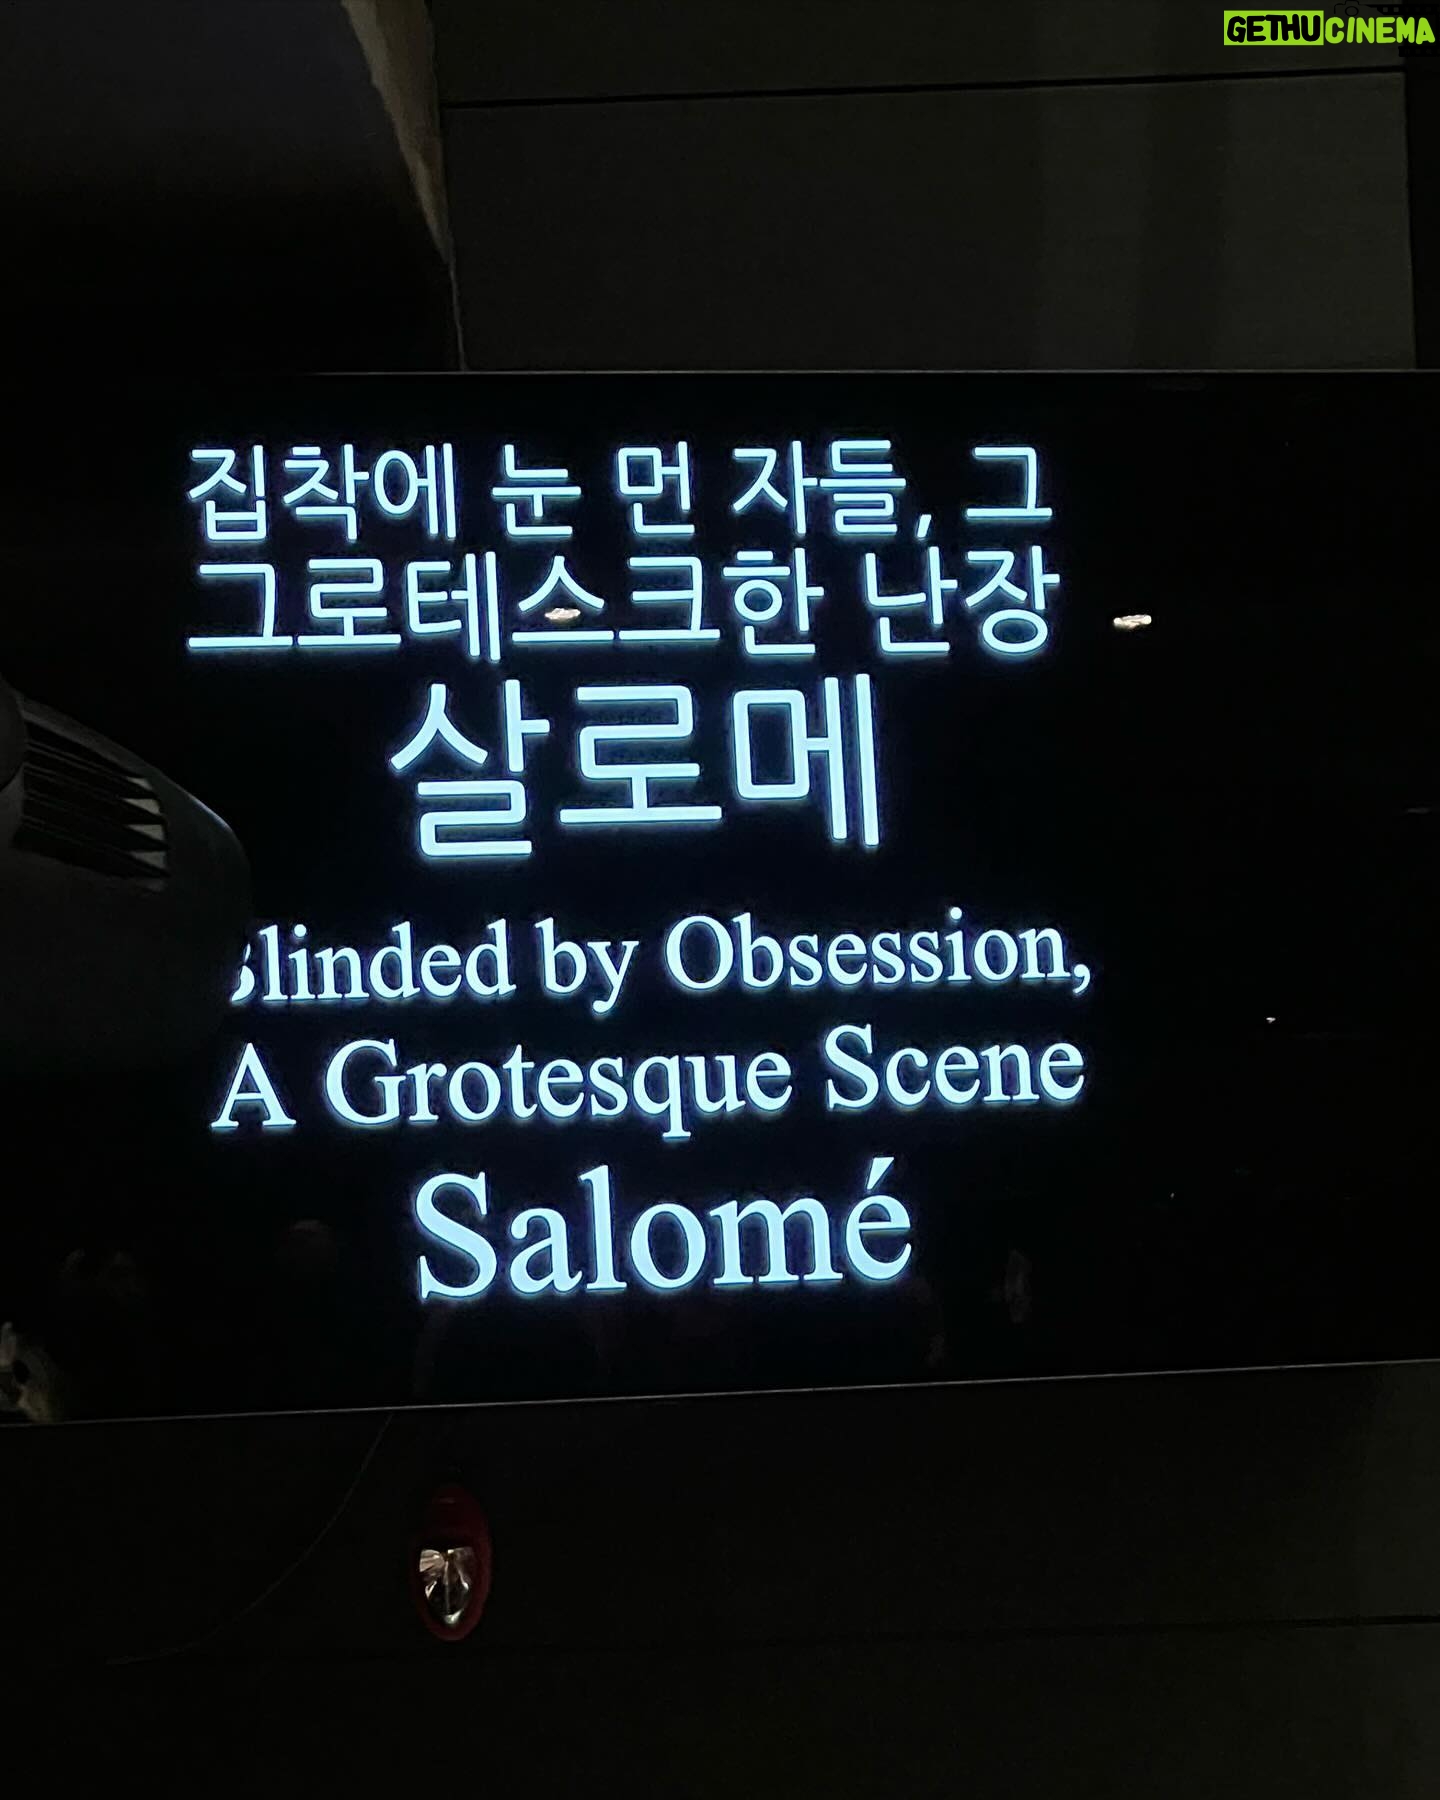 GETHUCINEMA
집착에 눈 먼 자들, 그
그로테스크한 난장
살로메
Blinded by Obsession,
A Grotesque Scene
Salomé